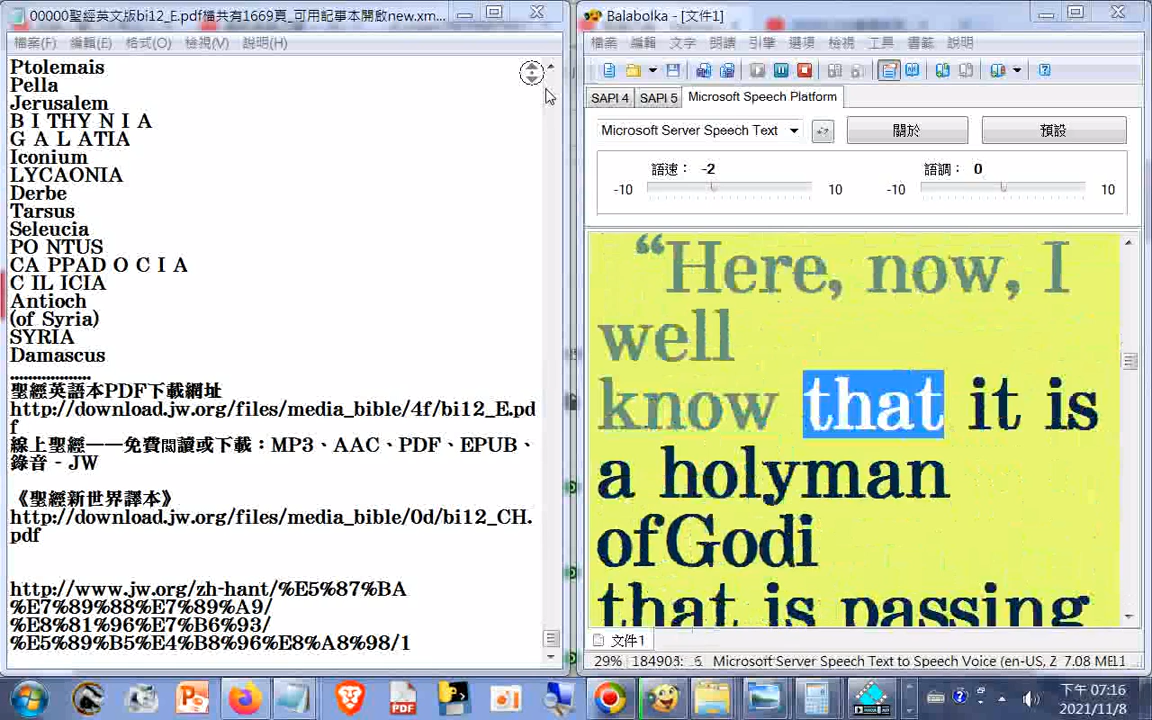 00000聖經英文版bi12_E.pdf檔共有1669頁_可用記事本開啟new.xm...
檔案(F) 編輯(E) 格式(O) 檢視(V) 說明(H)
Ptolemais
Pella
Jerusalem
B I THY N I A
G A L ATIA
Iconium
LYCAONIA
Derbe
Tarsus
Seleucia
PO NTUS
CA PPAD O C I A
C IL ICIA
Antioch
(of Syria)
SYRIA
Damascus
..................
聖經英語本PDF下載網址
http://download.jw.org/files/media_bible/4f/bi12_E.pd
f
線上聖經——免費閱讀或下載：MP3、AAC、PDF、EPUB、
錄音 - JW
《聖經新世界譯本》
http://download.jw.org/files/media_bible/0d/bi12_CH.
pdf
http://www.jw.org/zh-hant/%E5%87%BA
%E7%89%88%E7%89%A9/
%E8%81%96%E7%B6%93/
%E5%89%B5%E4%B8%96%E8%A8%98/1
Balabolka - [文件1]
檔案 編輯 文字 朗讀 引擎 選項 檢視 工具 書籤 說明
SAPI 4 SAPI 5 Microsoft Speech Platform
Microsoft Server Speech Text 關於 預設
語速： -2 語調： 0
-10 10 -10 10
“Here, now, I
well
know that it is
a holyman
ofGodi
that is passing
文件1
29% 184903: .6. Microsoft Server Speech Text to Speech Voice (en-US, Z 7.08 ME11
下午 07:16
2021/11/8